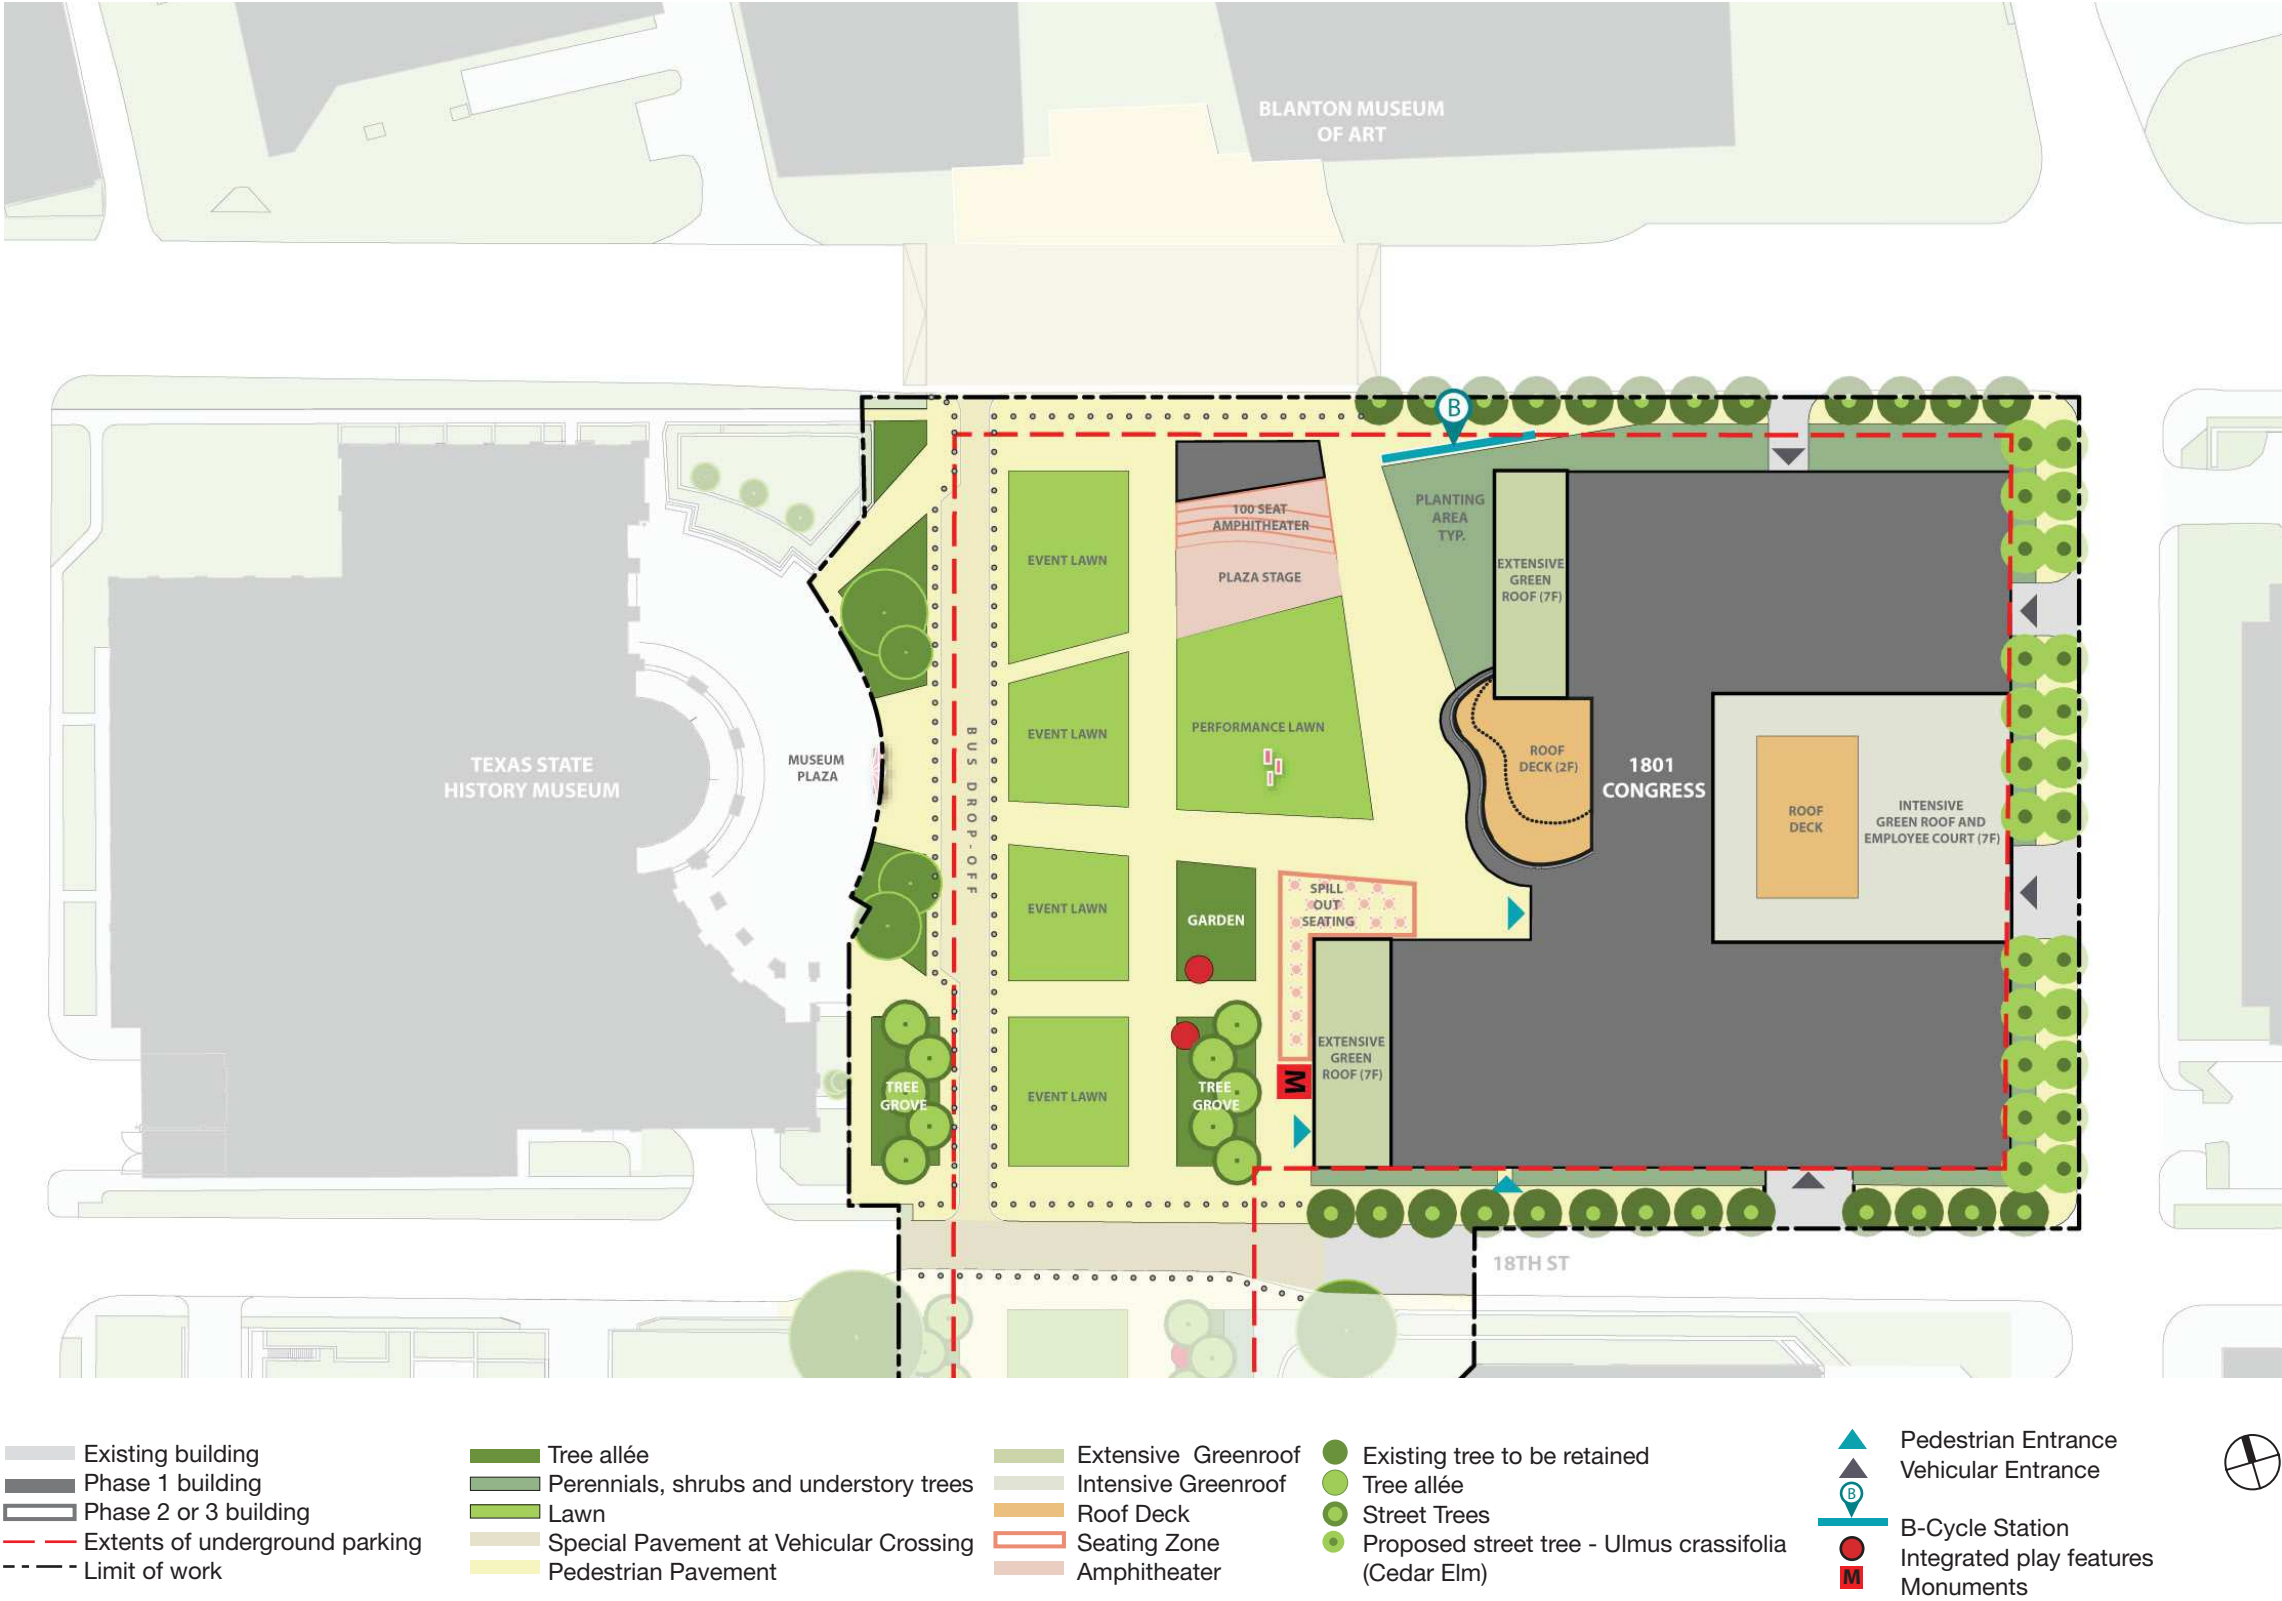 BLANTON MUSEUM
OF ART
B
PLANTING
AREA
TYP.
100 SEAT
AMPHITHEATER
EVENT LAWN
PLAZA STAGE
EXTENSIVE
GREEN
ROOF (7F)
TEXAS STATE
HISTORY MUSEUM
MUSEUM
PLAZA
BUS DROP-OFF
EVENT LAWN
PERFORMANCE LAWN
ROOF
DECK (2F)
1801
CONGRESS
ROOF
DECK
INTENSIVE
GREEN ROOF AND
EMPLOYEE COURT (7F)
EVENT LAWN
GARDEN
SPILL
OUT
SEATING
EXTENSIVE
GREEN
ROOF (7F)
M
TREE
GROVE
EVENT LAWN
TREE
GROVE
18TH ST
Existing building
Phase 1 building
Phase 2 or 3 building
Extents of underground parking
Limit of work
Tree allée
Perennials, shrubs and understory trees
Lawn
Special Pavement at Vehicular Crossing
Pedestrian Pavement
Extensive Greenroof
Intensive Greenroof
Roof Deck
Seating Zone
Amphitheater
Existing tree to be retained
Tree allée
Street Trees
Proposed street tree - Ulmus crassifolia
(Cedar Elm)
Pedestrian Entrance
Vehicular Entrance
B
B-Cycle Station
Integrated play features
M
Monuments